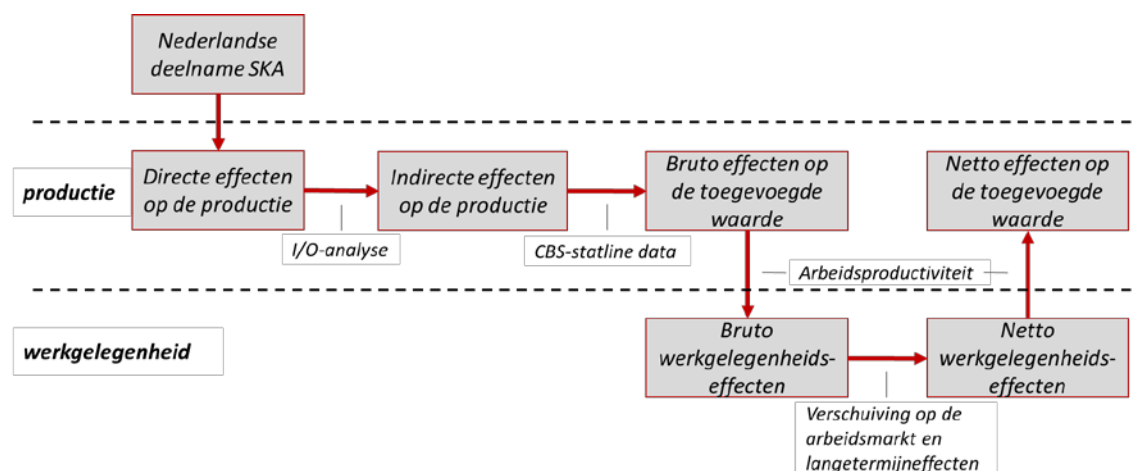 Nederlandse
deelname SKA
productie
Directe effecten
op de productie
Indirecte effecten
op de productie
Bruto effecten op
de toegevoegde
waarde
Netto effecten op
de toegevoegde
waarde
I/O-analyse
CBS-statline data
Arbeidsproductiviteit
werkgelegenheid
Bruto
werkgelegenheids-
effecten
Netto
werkgelegenheids-
effecten
Verschuiving op de
arbeidsmarkt en
langetermijneffecten